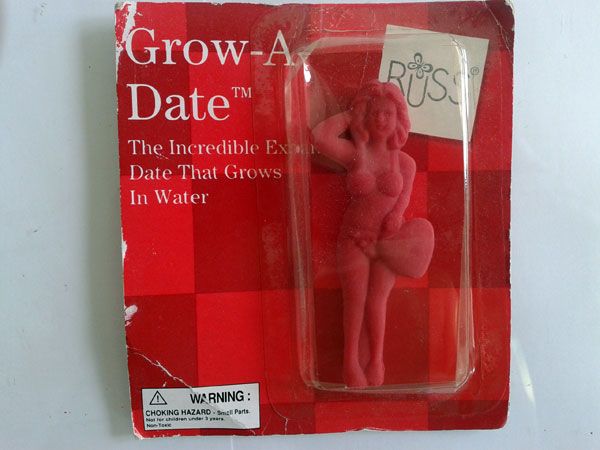 Grow-A
Date™
RUSS®
The Incredible
Date That Grows
In Water
WARNING:
CHOKING HAZARD - Small Parts.
Not for children under 3 years.
Non-Toxic